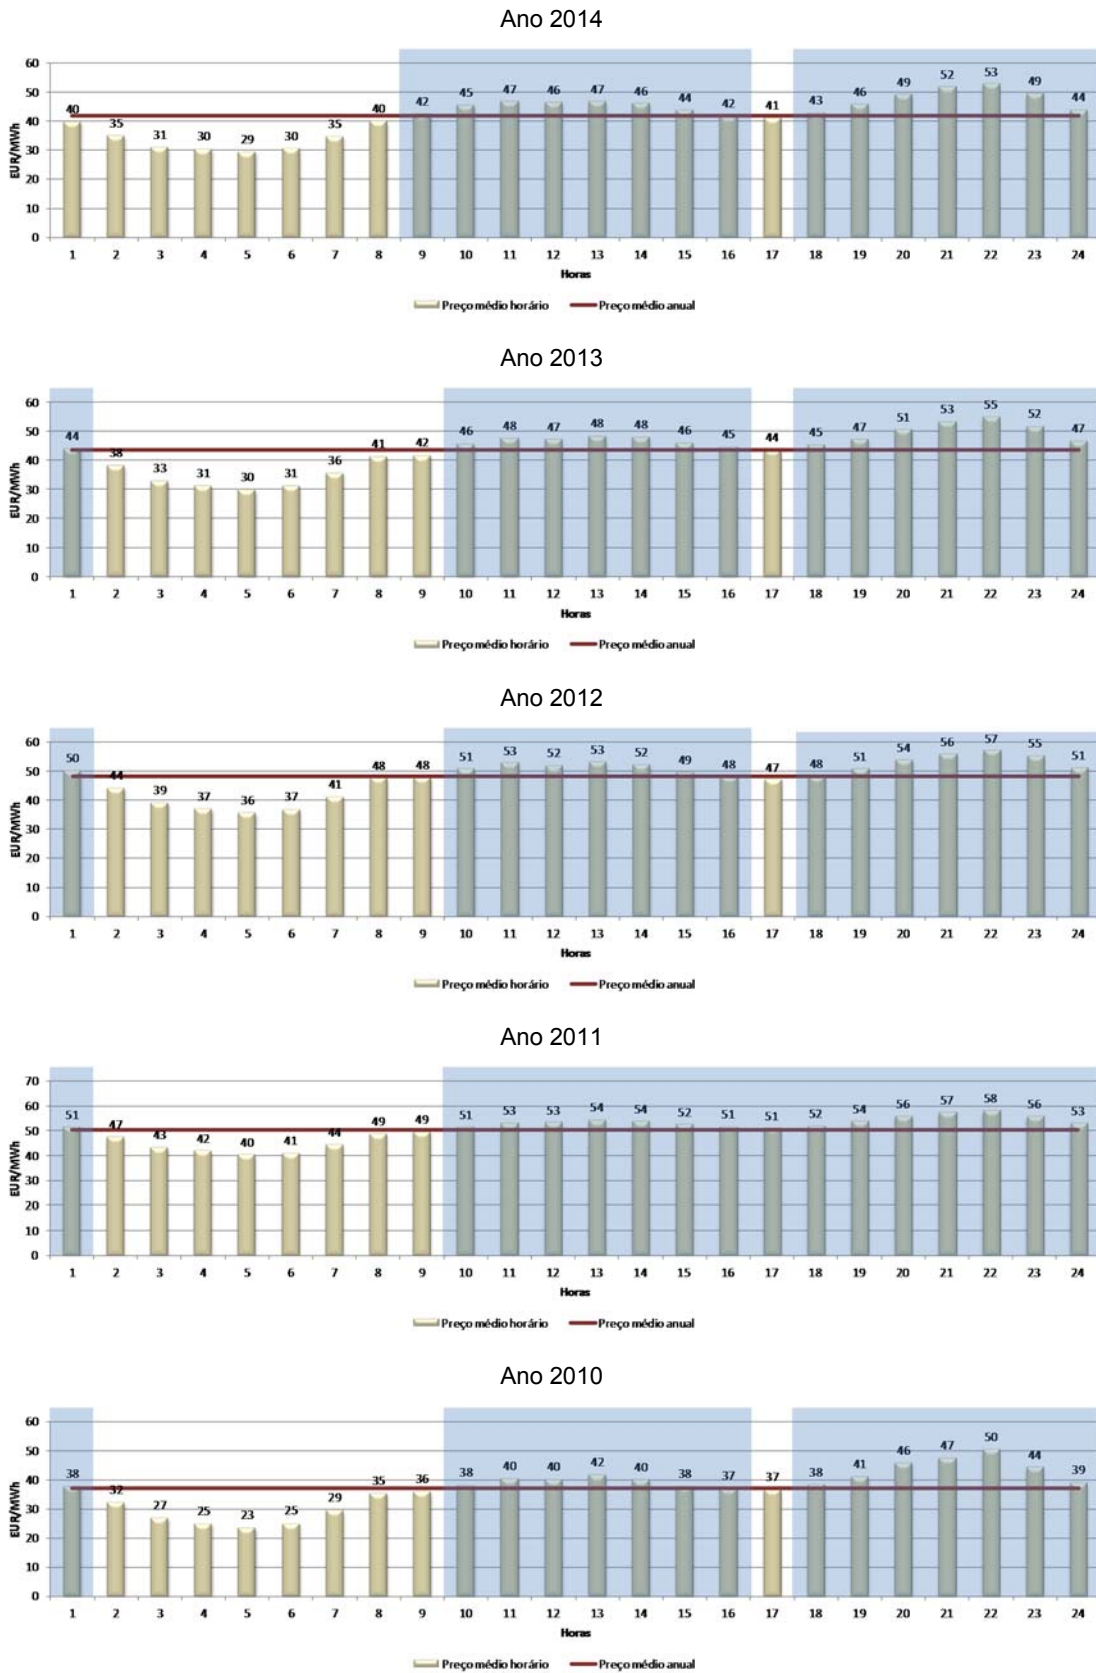 Ano 2014
60
50
40
30
20
10
0
EUR/MWh
40 35 31 30 29 30 35 40 42 45 47 46 47 46 44 42 41 43 46 49 52 53 49 44
1 2 3 4 5 6 7 8 9 10 11 12 13 14 15 16 17 18 19 20 21 22 23 24
Horas
Preço médio horário Preço médio anual
Ano 2013
60
50
40
30
20
10
0
EUR/MWh
44 38 33 31 30 31 36 41 42 46 48 47 48 48 46 45 44 45 47 51 53 55 52 47
1 2 3 4 5 6 7 8 9 10 11 12 13 14 15 16 17 18 19 20 21 22 23 24
Horas
Preço médio horário Preço médio anual
Ano 2012
60
50
40
30
20
10
0
EUR/MWh
50 44 39 37 36 37 41 48 48 51 53 52 53 52 49 48 47 48 51 54 56 57 55 51
1 2 3 4 5 6 7 8 9 10 11 12 13 14 15 16 17 18 19 20 21 22 23 24
Horas
Preço médio horário Preço médio anual
Ano 2011
70
60
50
40
30
20
10
0
EUR/MWh
51 47 43 42 40 41 44 49 49 51 53 53 54 54 52 51 51 52 54 56 57 58 56 53
1 2 3 4 5 6 7 8 9 10 11 12 13 14 15 16 17 18 19 20 21 22 23 24
Horas
Preço médio horário Preço médio anual
Ano 2010
60
50
40
30
20
10
0
EUR/MWh
38 32 27 25 23 25 29 35 36 38 40 40 42 40 38 37 37 38 41 46 47 50 44 39
1 2 3 4 5 6 7 8 9 10 11 12 13 14 15 16 17 18 19 20 21 22 23 24
Horas
Preço médio horário Preço médio anual